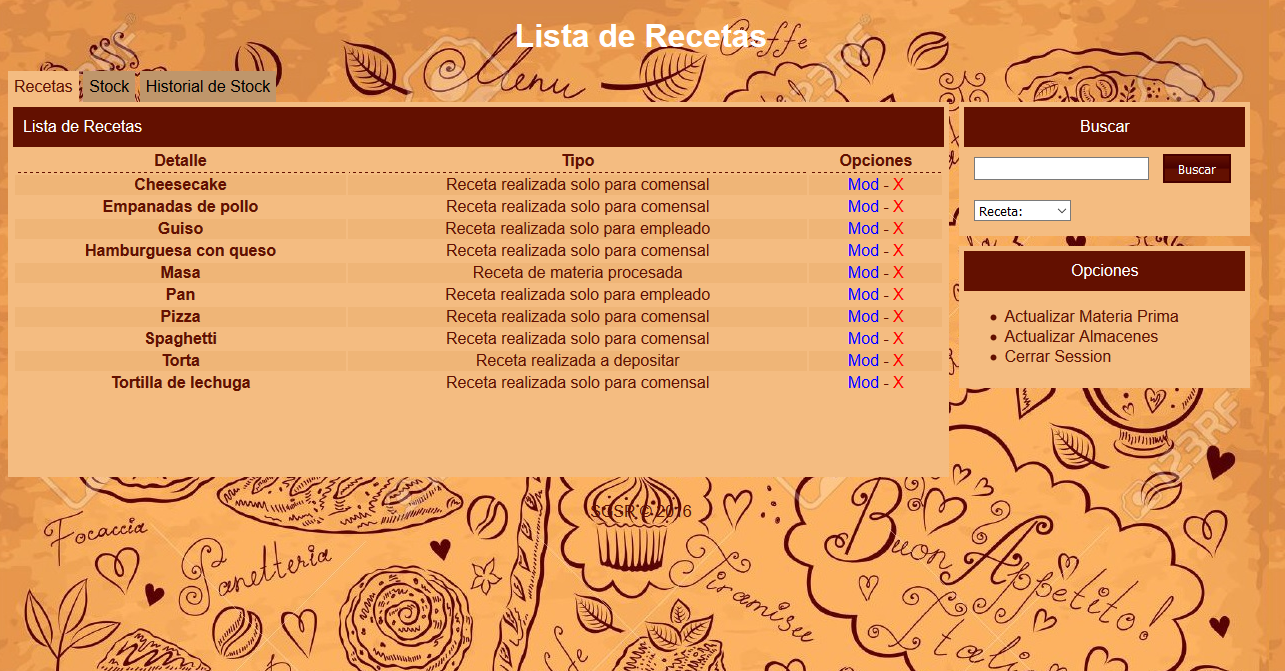 Lista de Recetas
Caffe
Menu
Recetas Stock Historial de Stock
Lista de Recetas
Detalle Tipo Opciones
Cheesecake Receta realizada solo para comensal Mod - X
Empanadas de pollo Receta realizada solo para comensal Mod - X
Guiso Receta realizada solo para empleado Mod - X
Hamburguesa con queso Receta realizada solo para comensal Mod - X
Masa Receta de materia procesada Mod - X
Pan Receta realizada solo para empleado Mod - X
Pizza Receta realizada solo para comensal Mod - X
Spaghetti Receta realizada solo para comensal Mod - X
Torta Receta realizada a depositar Mod - X
Tortilla de lechuga Receta realizada solo para comensal Mod - X
Buscar
Buscar
Receta:
Opciones
Actualizar Materia Prima
Actualizar Almacenes
Cerrar Session
123RF
SGSR © 2016
Focaccia
Panetteria
Tiramisu
Buon Appetito!